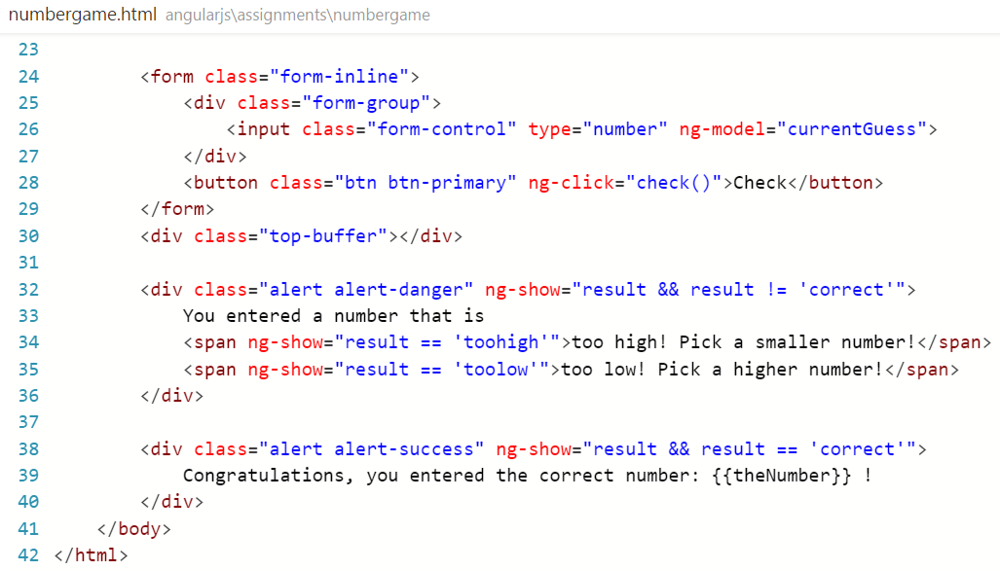 numbergame.html angularjs\assignments\numbergame
23
24        <form class="form-inline">
25            <div class="form-group">
26                <input class="form-control" type="number" ng-model="currentGuess">
27            </div>
28            <button class="btn btn-primary" ng-click="check()">Check</button>
29        </form>
30        <div class="top-buffer"></div>
31
32        <div class="alert alert-danger" ng-show="result && result != 'correct'">
33            You entered a number that is
34            <span ng-show="result == 'toohigh'">too high! Pick a smaller number!</span>
35            <span ng-show="result == 'toolow'">too low! Pick a higher number!</span>
36        </div>
37
38        <div class="alert alert-success" ng-show="result && result == 'correct'">
39            Congratulations, you entered the correct number: {{theNumber}} !
40        </div>
41    </body>
42</html>